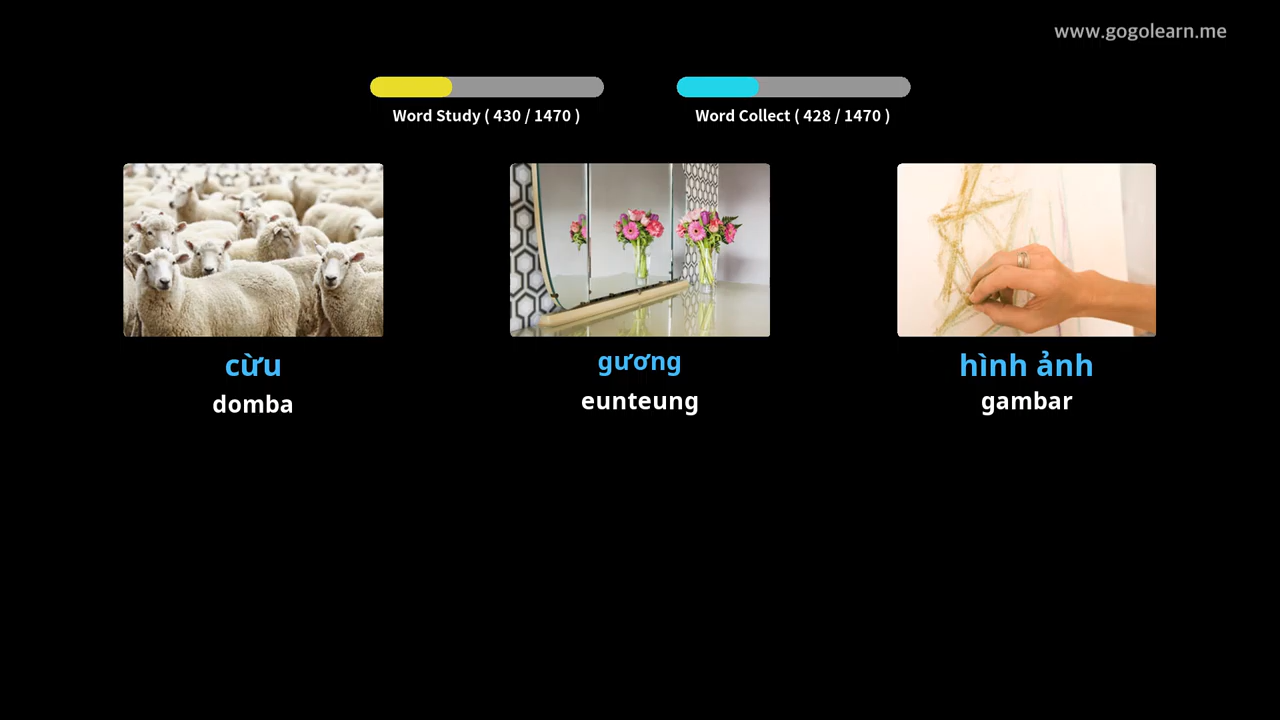 www.gogolearn.me
Word Study ( 430 / 1470 )
Word Collect ( 428 / 1470 )
cừu
domba
gương
eunteung
hình ảnh
gambar